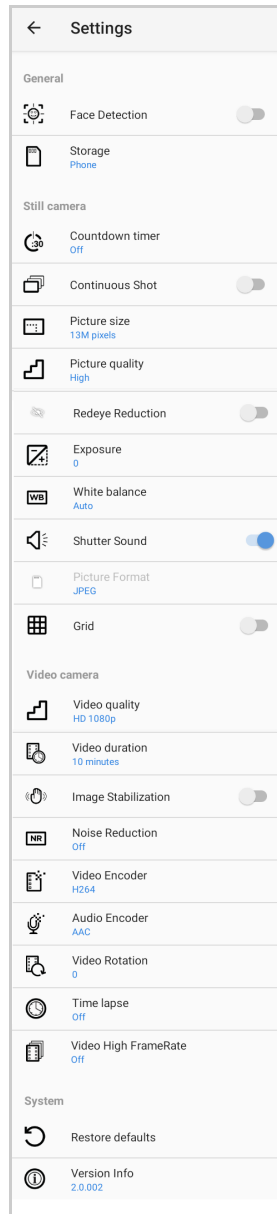 Settings
General
Face Detection
Storage
Phone
Still camera
:30
Countdown timer
Off
Continuous Shot
Picture size
13M pixels
Picture quality
High
Redeye Reduction
Exposure
0
WB
White balance
Auto
Shutter Sound
Picture Format
JPEG
Grid
Video camera
Video quality
HD 1080p
Video duration
10 minutes
Image Stabilization
NR
Noise Reduction
Off
Video Encoder
H264
Audio Encoder
AAC
Video Rotation
0
Time lapse
Off
Video High FrameRate
Off
System
Restore defaults
Version Info
2.0.002